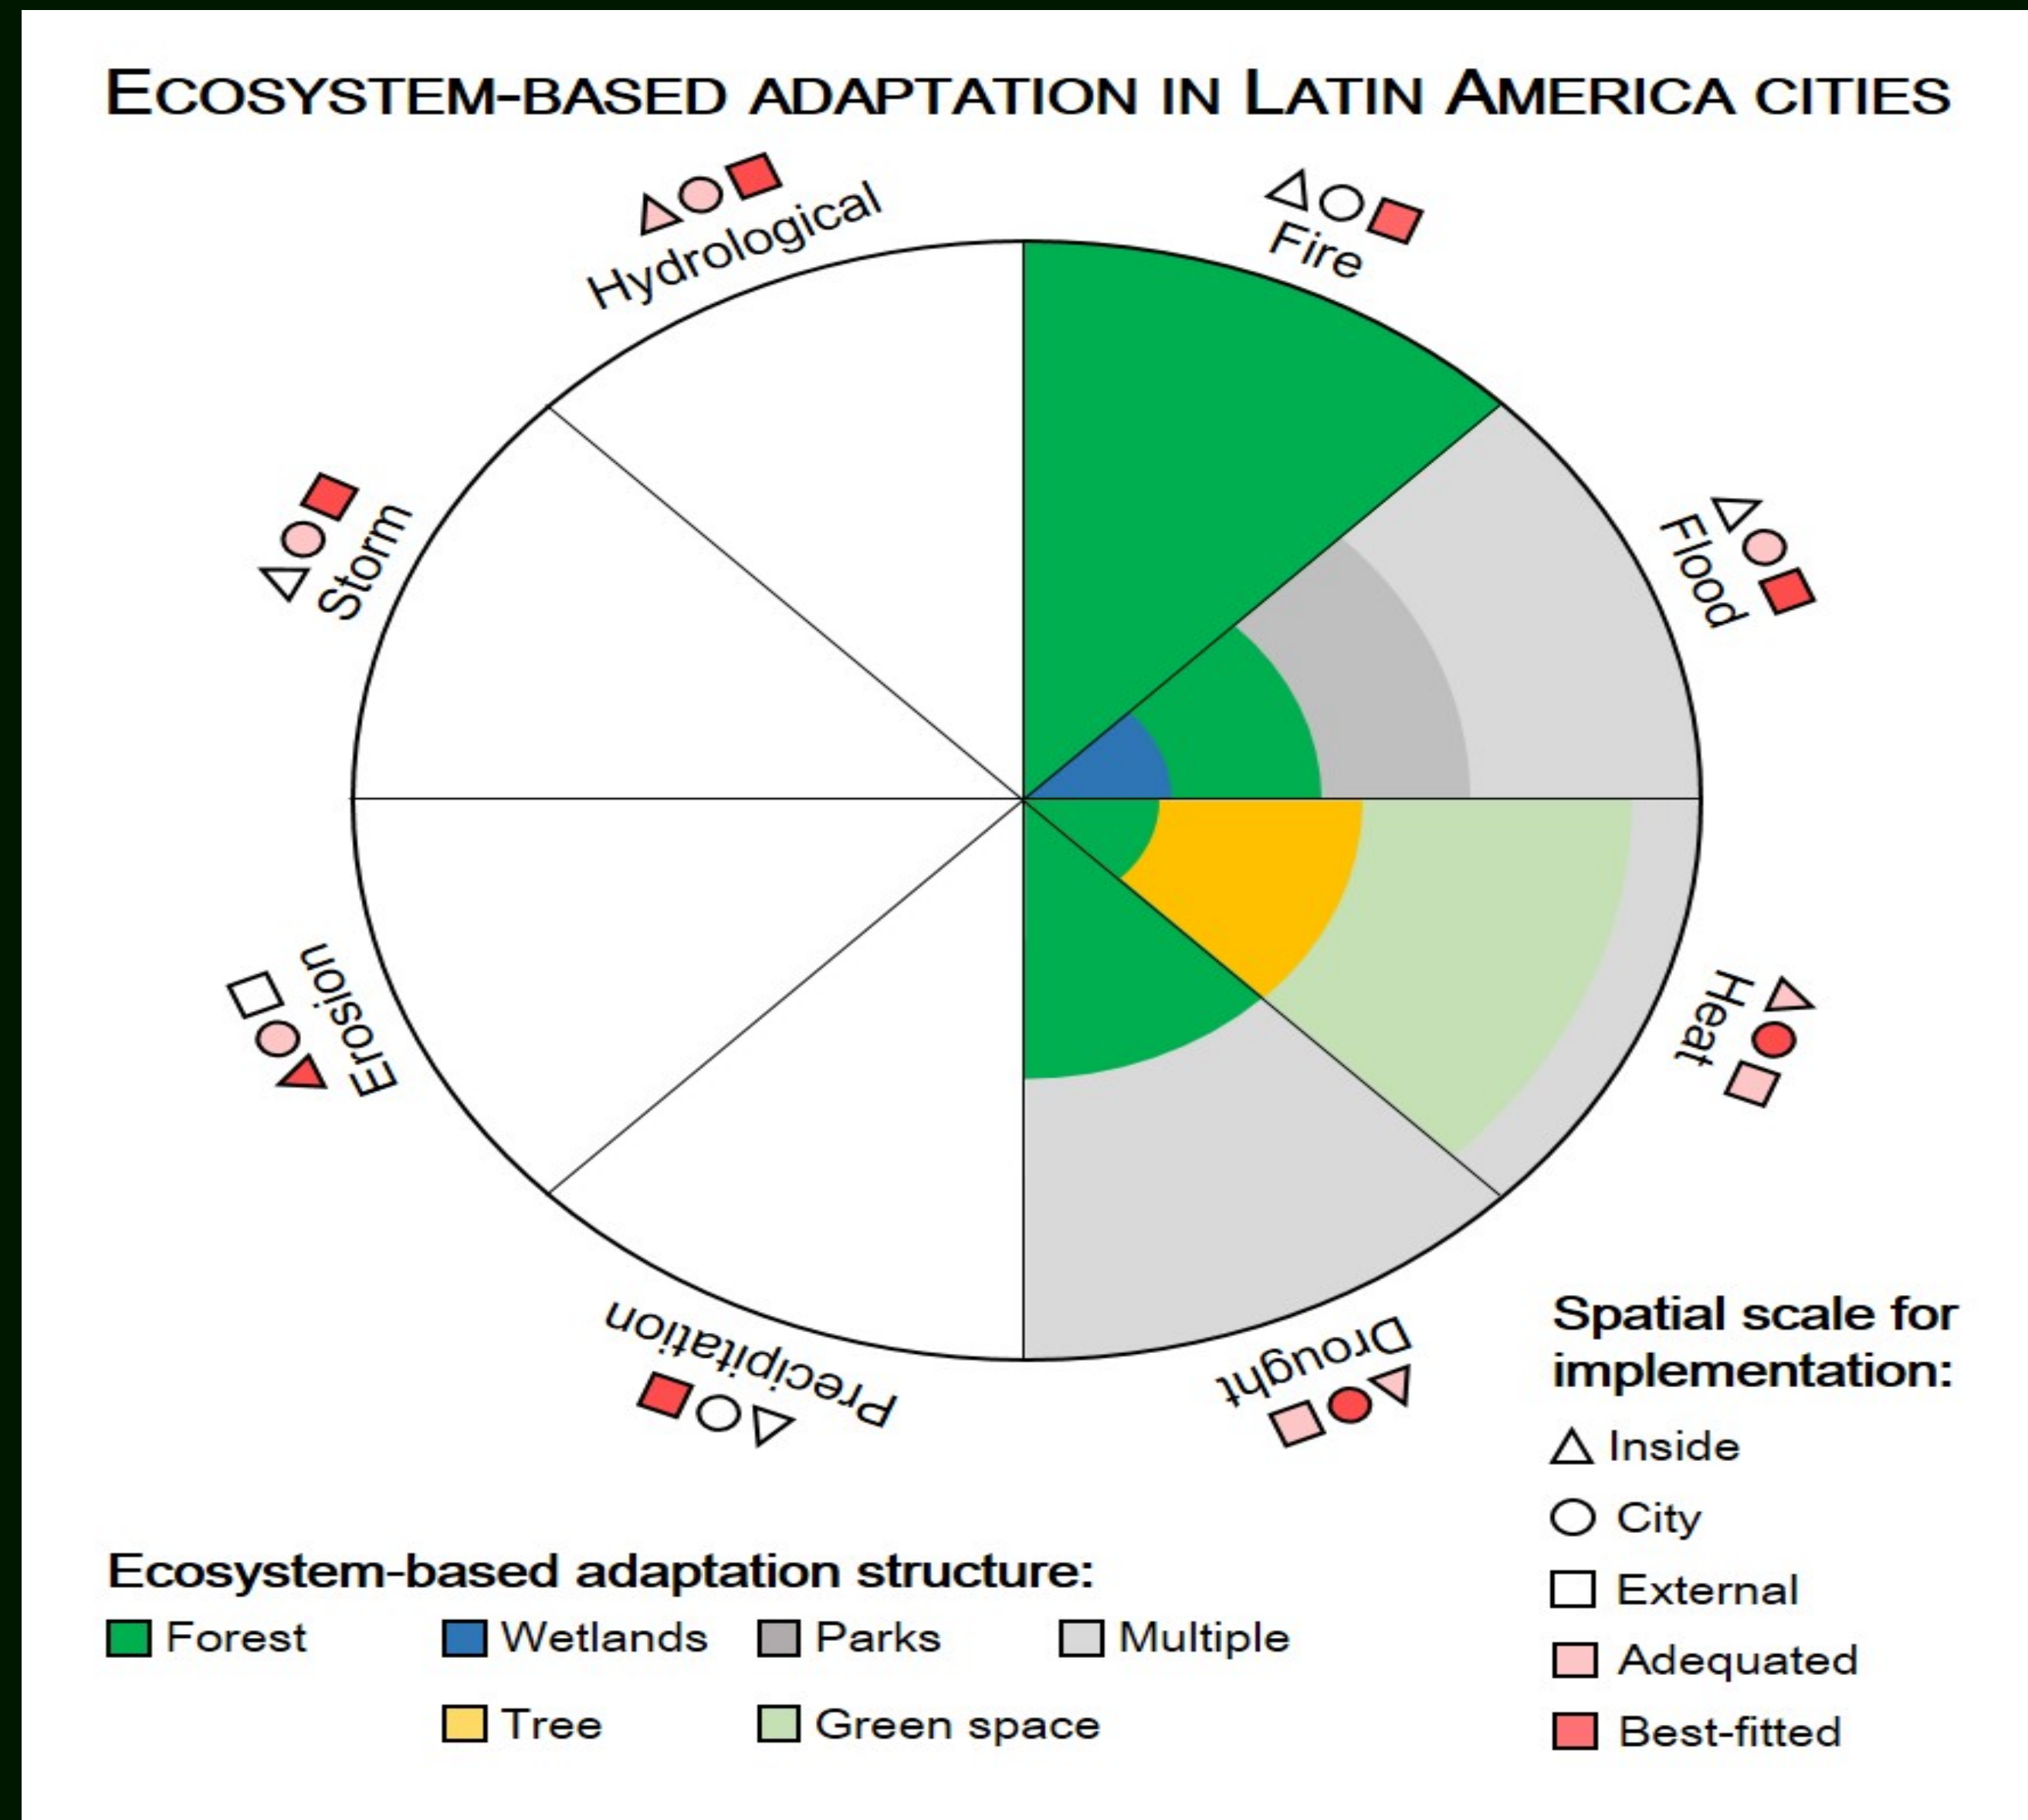 ECOSYSTEM-BASED ADAPTATION IN LATIN AMERICA CITIES
Hydrological
Fire
Storm
Flood
Erosion
Heat
Precipitation
Drought
Spatial scale for
implementation:
Inside
City
External
Adequated
Best-fitted
Ecosystem-based adaptation structure:
Forest Wetlands Parks Multiple
Tree Green space